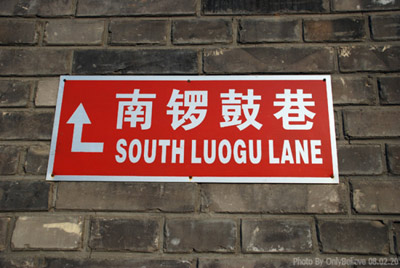 南锣鼓巷
SOUTH LUOGU LANE
Photo By OnlyBelieve 08.02.20